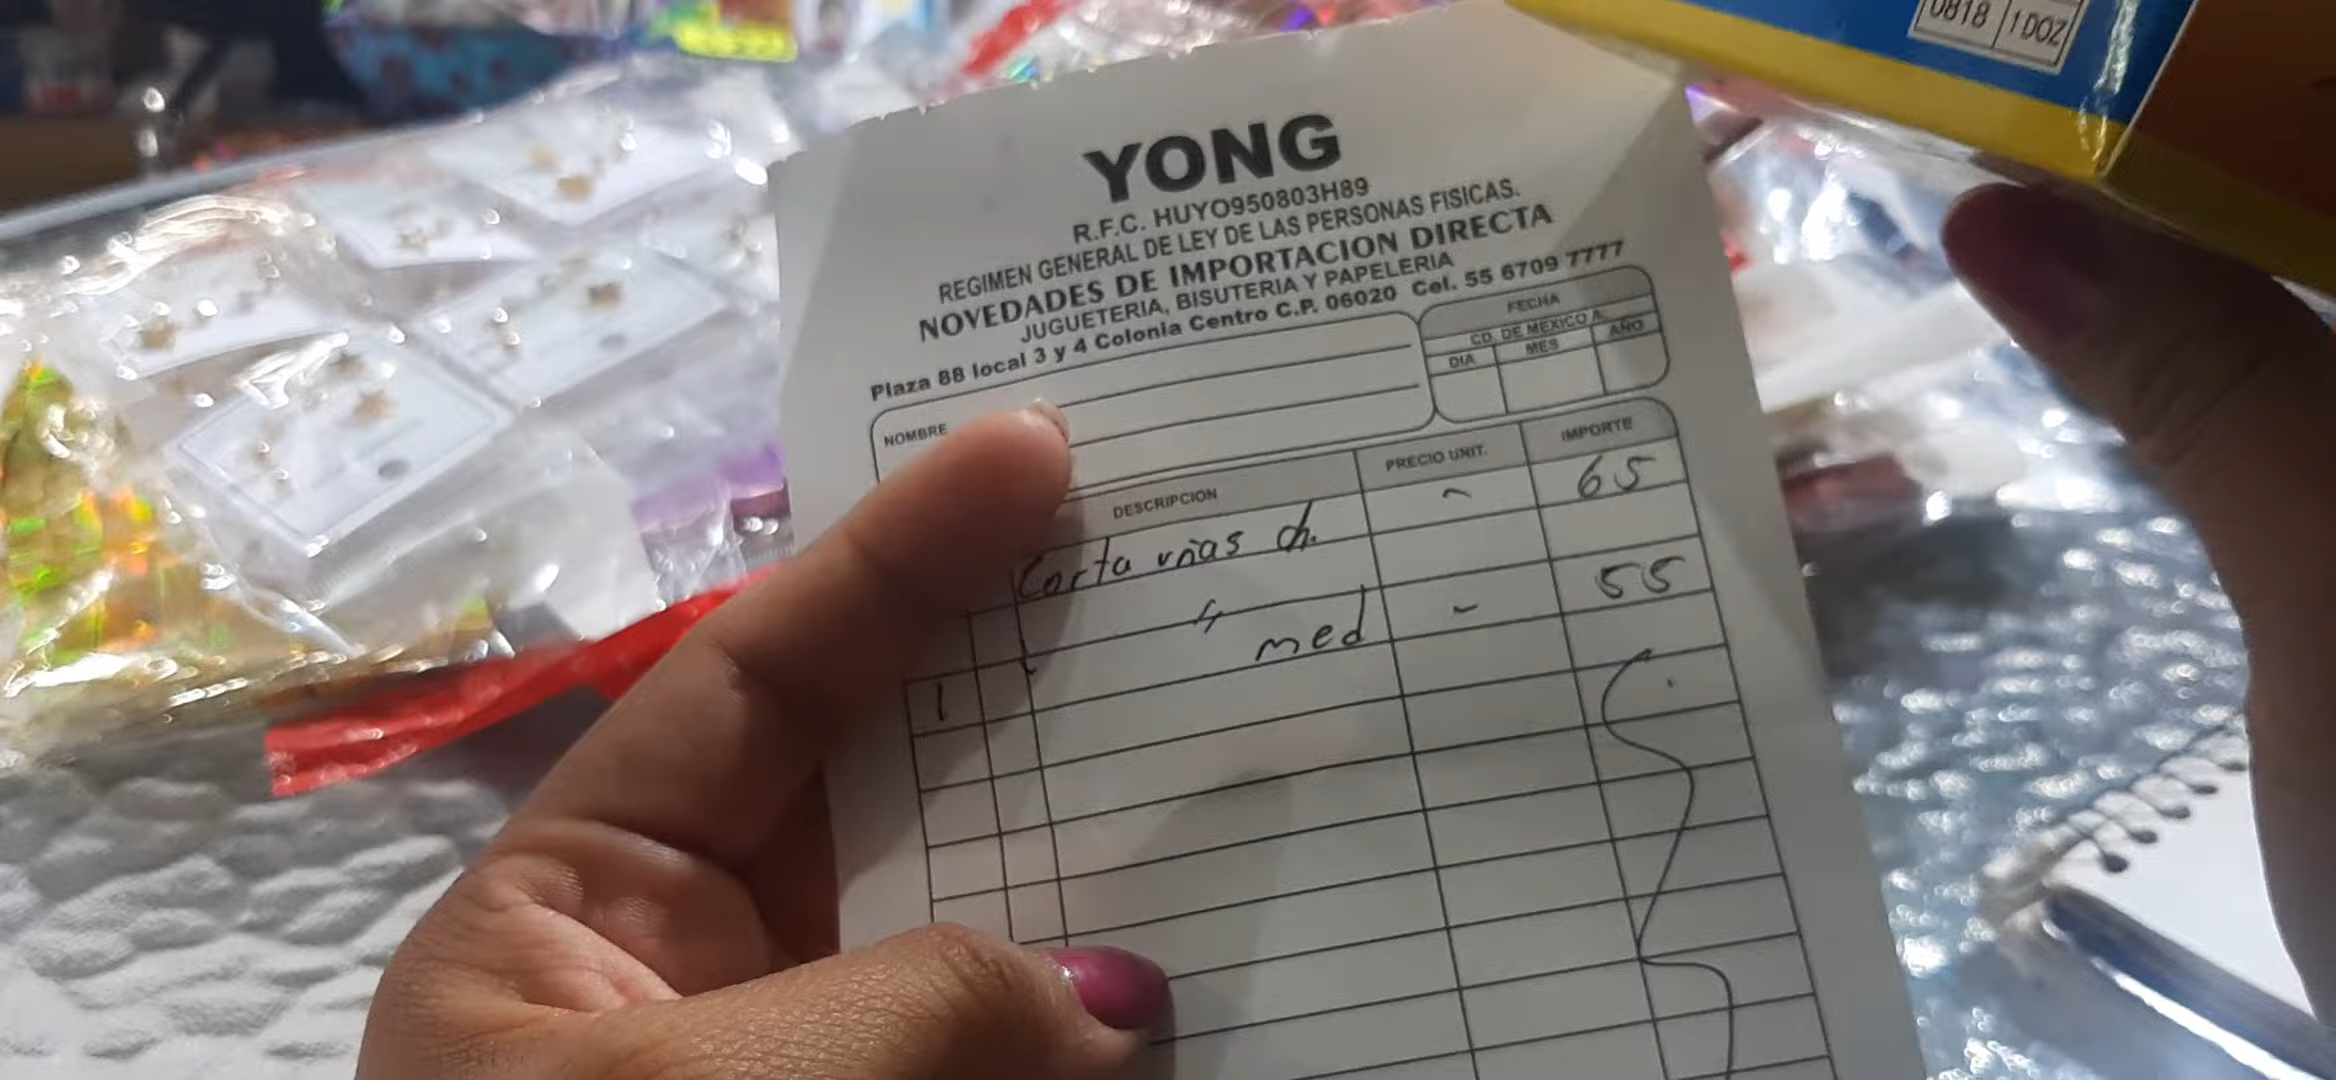 0818 1 DOZ
YONG
R.F.C. HUYO950803H89
REGIMEN GENERAL DE LEY DE LAS PERSONAS FISICAS.
NOVEDADES DE IMPORTACION DIRECTA
JUGUETERIA, BISUTERIA Y PAPELERIA
Plaza 88 local 3 y 4 Colonia Centro C.P. 06020 Cel. 55 6709 7777
FECHA
CD. DE MEXICO A
DIA MES AÑO
NOMBRE
DESCRIPCION PRECIO UNIT. IMPORTE
Corta uñas ch. - 65
1 " med - 55